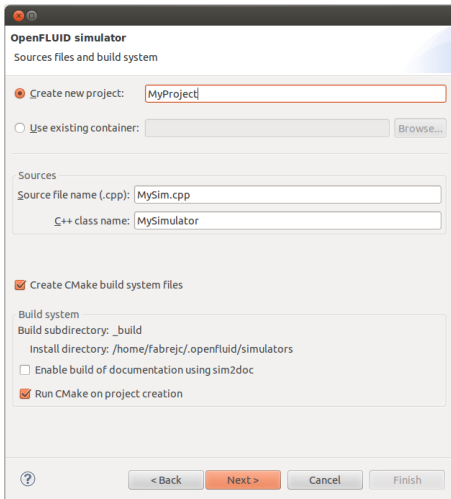 OpenFLUID simulator
Sources files and build system
Create new project: MyProject
Use existing container: Browse...
Sources
Source file name (.cpp): MySim.cpp
C++ class name: MySimulator
Create CMake build system files
Build system
Build subdirectory: _build
Install directory: /home/fabrejc/.openfluid/simulators
Enable build of documentation using sim2doc
Run CMake on project creation
? < Back Next > Cancel Finish